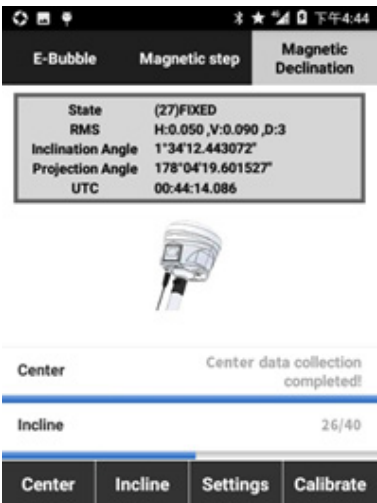 下午4:44
E-Bubble Magnetic step Magnetic Declination
State (27)FIXED
RMS H:0.050 ,V:0.090 ,D:3
Inclination Angle 1°34'12.443072"
Projection Angle 178°04'19.601527"
UTC 00:44:14.086
Center Center data collection completed!
Incline 26/40
Center Incline Settings Calibrate